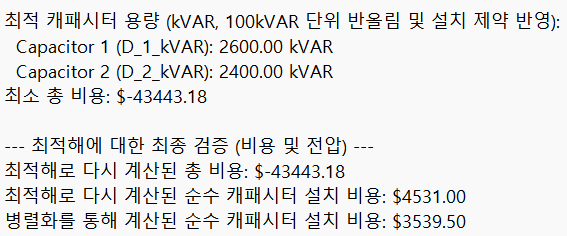 최적 캐패시터 용량 (kVAR, 100kVAR 단위 반올림 및 설치 제약 반영):
Capacitor 1 (D_1_kVAR): 2600.00 kVAR
Capacitor 2 (D_2_kVAR): 2400.00 kVAR
최소 총 비용: $-43443.18
--- 최적해에 대한 최종 검증 (비용 및 전압) ---
최적해로 다시 계산된 총 비용: $-43443.18
최적해로 다시 계산된 순수 캐패시터 설치 비용: $4531.00
병렬화를 통해 계산된 순수 캐패시터 설치 비용: $3539.50